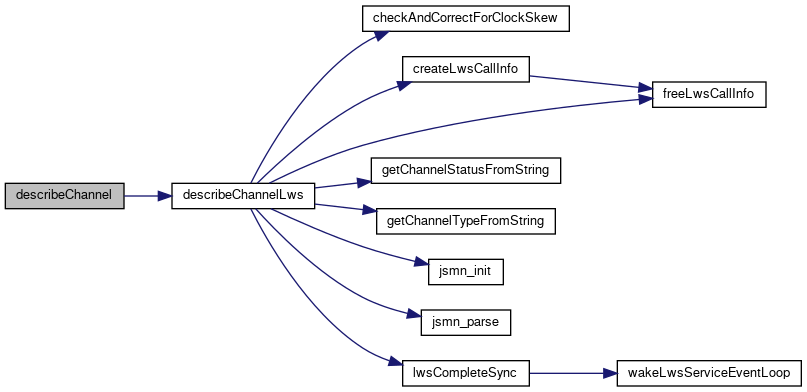 checkAndCorrectForClockSkew
createLwsCallInfo
freeLwsCallInfo
getChannelStatusFromString
describeChannel
describeChannelLws
getChannelTypeFromString
jsmn_init
jsmn_parse
lwsCompleteSync
wakeLwsServiceEventLoop